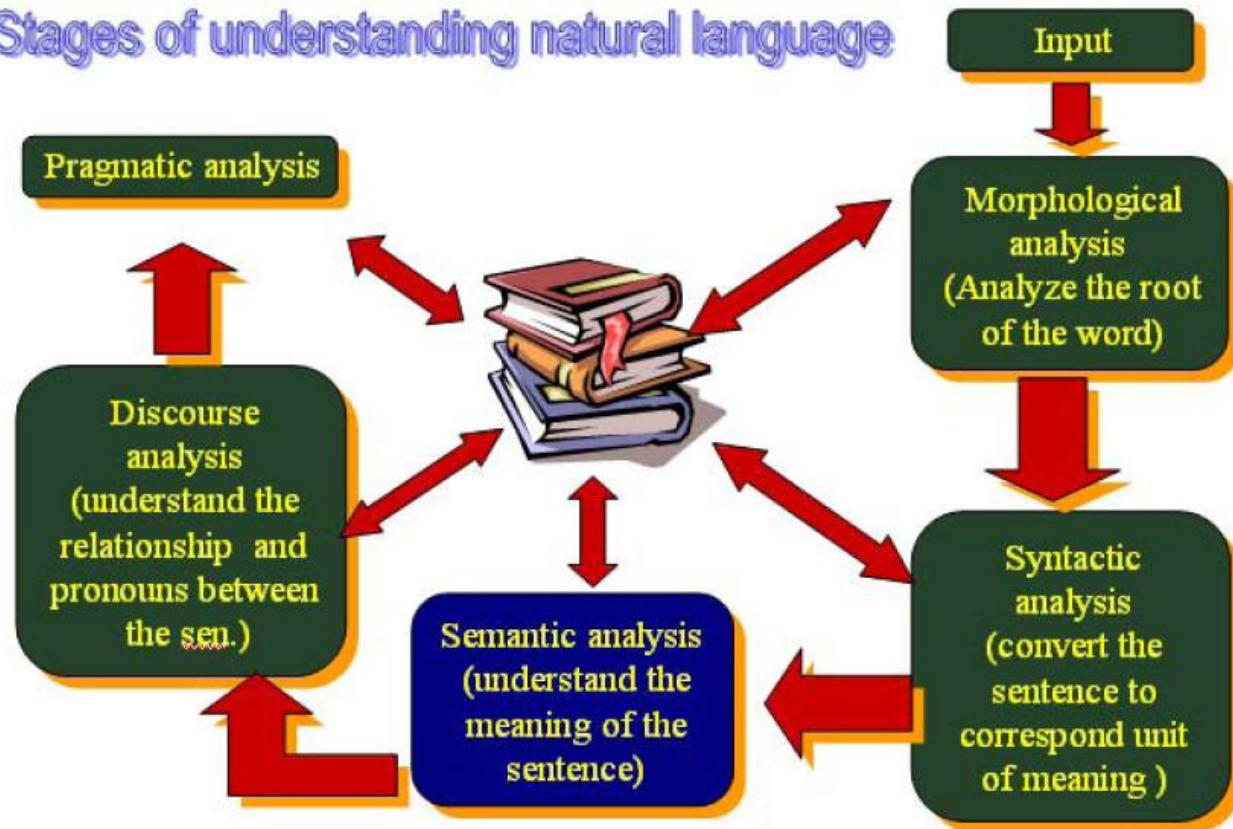 Stages of understanding natural language
Input
Morphological
analysis
(Analyze the root
of the word)
Syntactic
analysis
(convert the
sentence to
correspond unit
of meaning )
Semantic analysis
(understand the
meaning of the
sentence)
Discourse
analysis
(understand the
relationship and
pronouns between
the sen.)
Pragmatic analysis